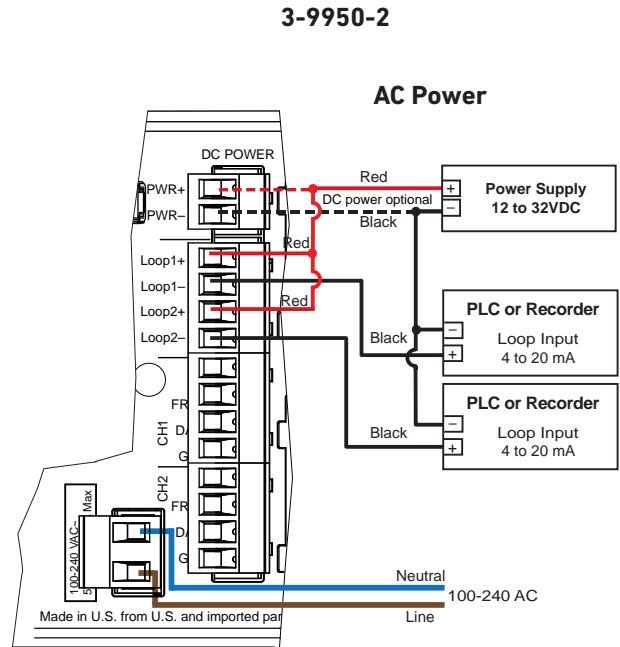 3-9950-2
AC Power
DC POWER
PWR+
PWR–
Red
DC power optional
Black
+
–
Power Supply
12 to 32VDC
Loop1+
Loop1–
Loop2+
Loop2–
Red
Red
Black
–
+
PLC or Recorder
Loop Input
4 to 20 mA
Black
–
+
PLC or Recorder
Loop Input
4 to 20 mA
CH1
FR
G
CH2
FR
G
100-240 VAC~
Max
Neutral
100-240 AC
Line
Made in U.S. from U.S. and imported par